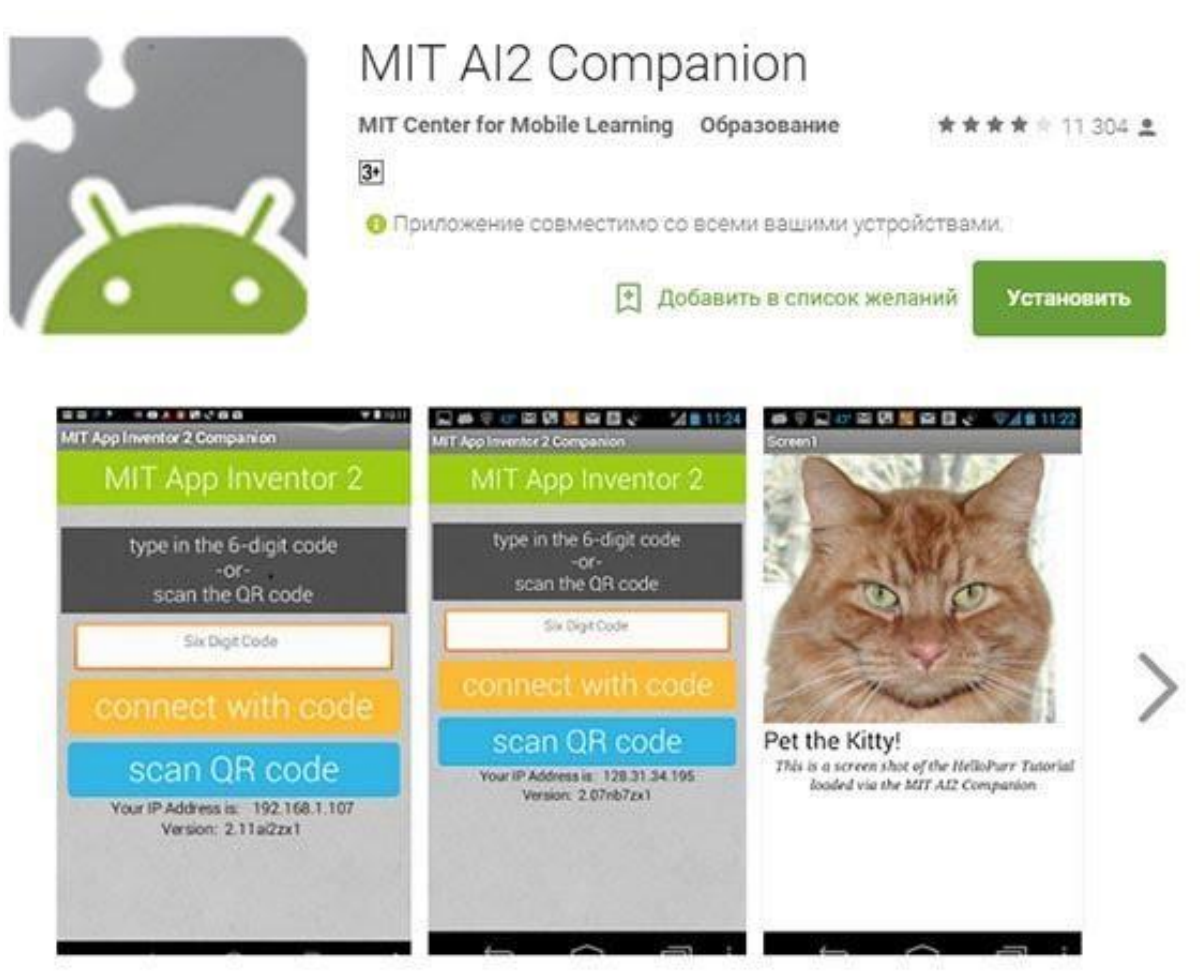 MIT AI2 Companion
MIT Center for Mobile Learning Образование 11 304
3+
Приложение совместимо со всеми вашими устройствами.
Добавить в список желаний Установить
10:11
MIT App Inventor 2 Companion
MIT App Inventor 2
type in the 6-digit code
-or-
scan the QR code
Six Digit Code
connect with code
scan QR code
Your IP Address is: 192.168.1.107
Version: 2.11ai2zx1
43° 11:24
MIT App Inventor 2 Companion
MIT App Inventor 2
type in the 6-digit code
-or-
scan the QR code
Six Digit Code
connect with code
scan QR code
Your IP Address is: 128.31.34.195
Version: 2.07nb7zx1
11:22
Screen1
Pet the Kitty!
This is a screen shot of the HelloPurr Tutorial
loaded via the MIT AI2 Companion